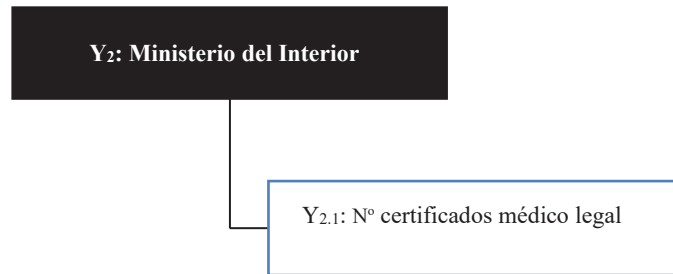 Y₂: Ministerio del Interior
Y₂.₁: Nº certificados médico legal